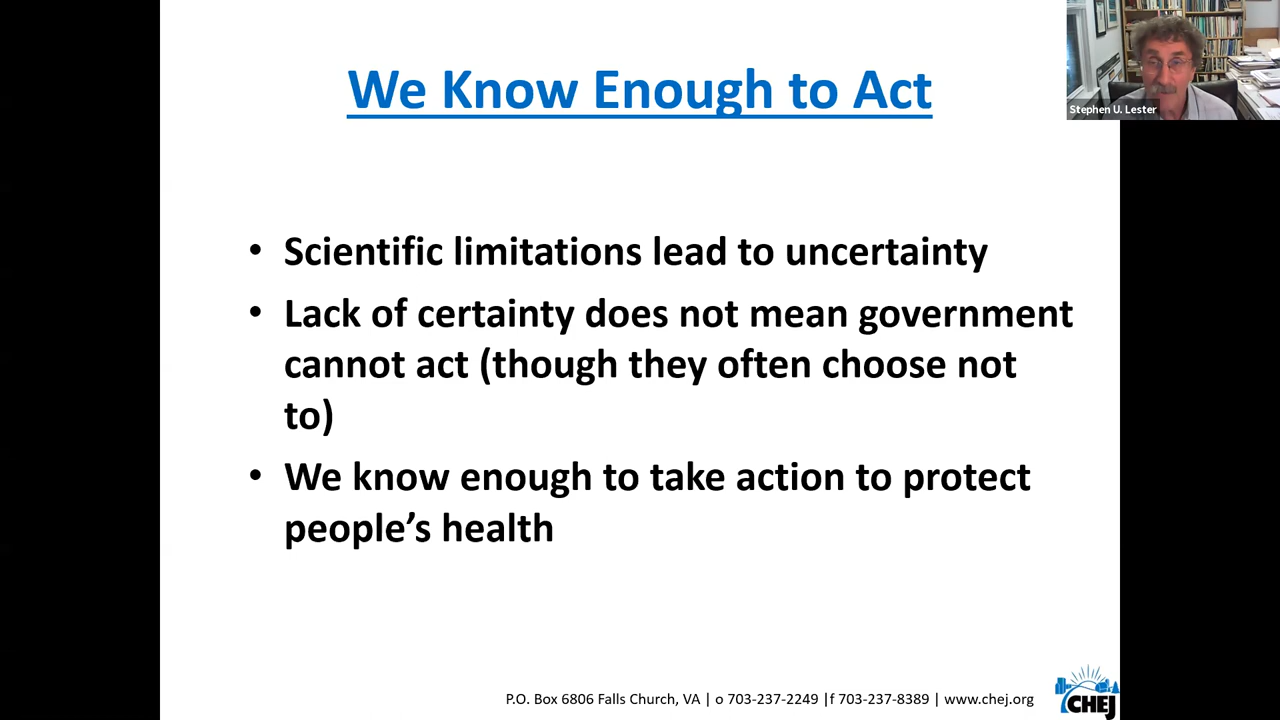 We Know Enough to Act
Stephen U. Lester
• Scientific limitations lead to uncertainty
• Lack of certainty does not mean government
cannot act (though they often choose not
to)
• We know enough to take action to protect
people’s health
P.O. Box 6806 Falls Church, VA | o 703-237-2249 |f 703-237-8389 | www.chej.org
CHEJ